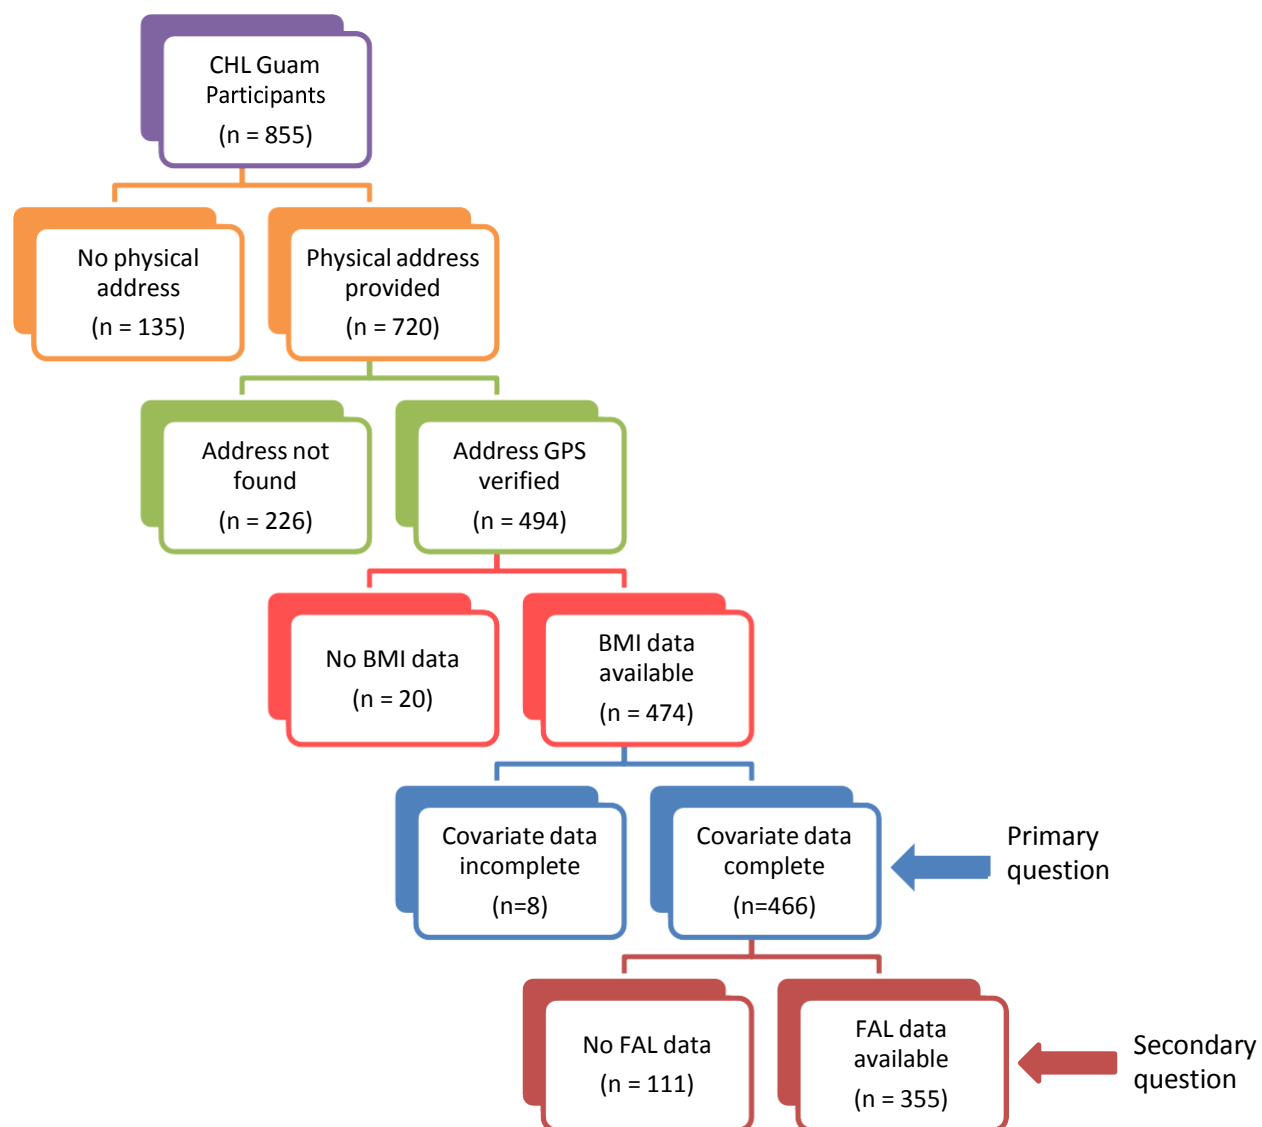 CHL Guam
Participants
(n = 855)
No physical
address
(n = 135)
Physical address
provided
(n = 720)
Address not
found
(n = 226)
Address GPS
verified
(n = 494)
No BMI data
(n = 20)
BMI data
available
(n = 474)
Covariate data
incomplete
(n=8)
Covariate data
complete
(n=466)
Primary
question
No FAL data
(n = 111)
FAL data
available
(n = 355)
Secondary
question